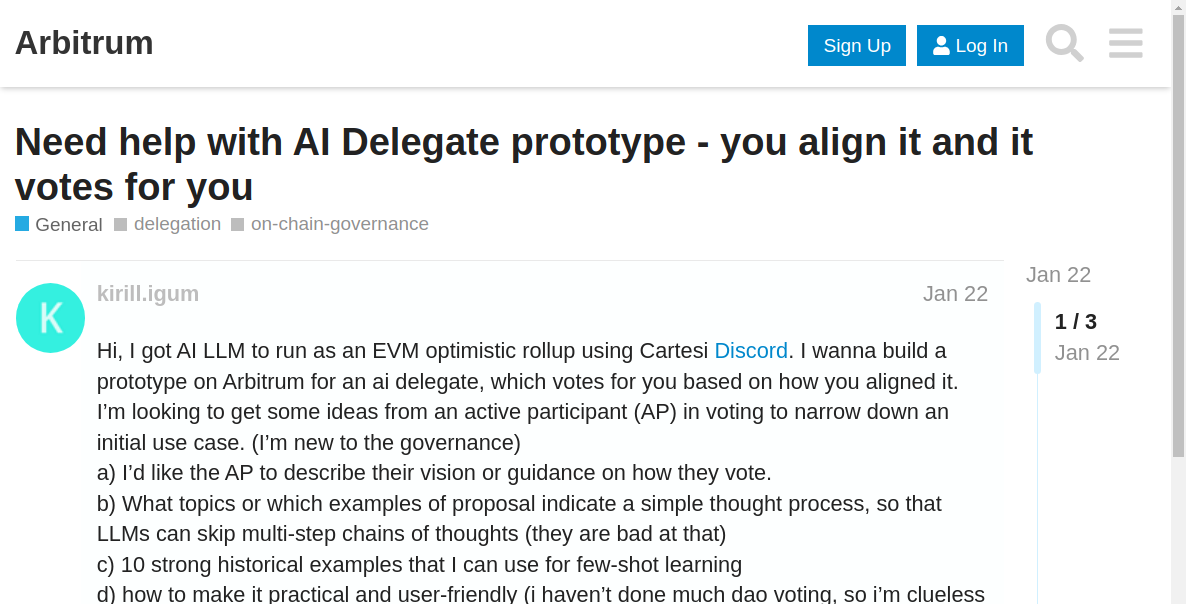 Arbitrum
Sign Up
Log In
Need help with AI Delegate prototype - you align it and it
votes for you
General delegation on-chain-governance
Jan 22
K
kirill.igum
Jan 22
1 / 3
Jan 22
Hi, I got AI LLM to run as an EVM optimistic rollup using Cartesi Discord. I wanna build a
prototype on Arbitrum for an ai delegate, which votes for you based on how you aligned it.
I’m looking to get some ideas from an active participant (AP) in voting to narrow down an
initial use case. (I’m new to the governance)
a) I’d like the AP to describe their vision or guidance on how they vote.
b) What topics or which examples of proposal indicate a simple thought process, so that
LLMs can skip multi-step chains of thoughts (they are bad at that)
c) 10 strong historical examples that I can use for few-shot learning
d) how to make it practical and user-friendly (i haven’t done much dao voting, so i’m clueless